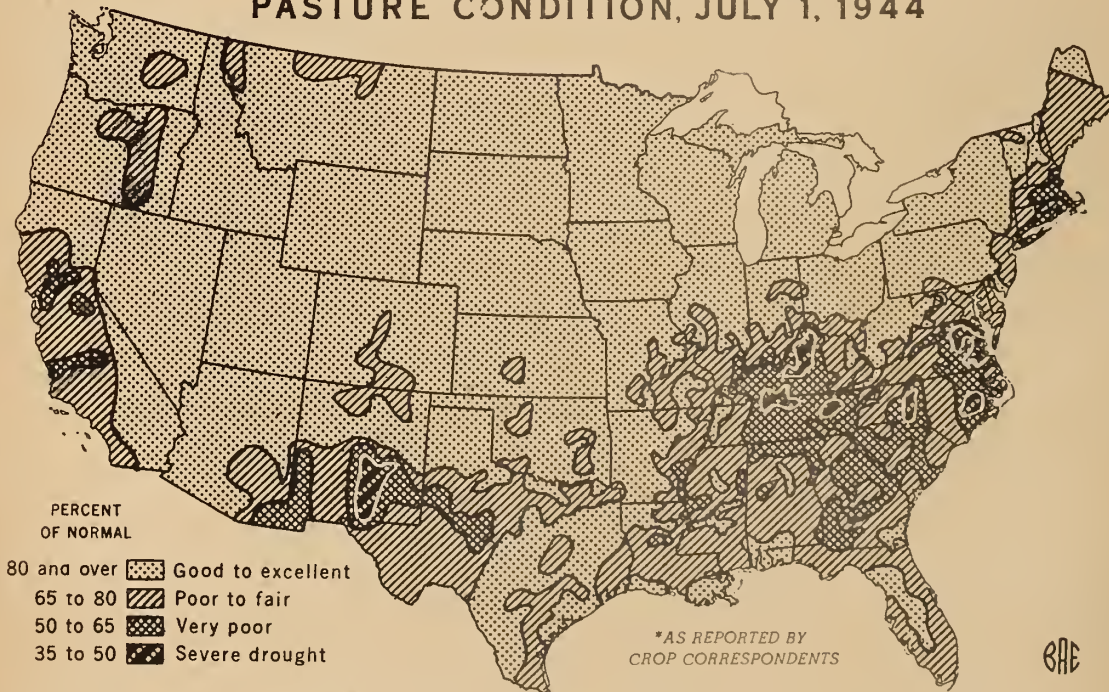 PASTURE CONDITION, JULY 1, 1944
PERCENT
OF NORMAL
80 and over Good to excellent
65 to 80 Poor to fair
50 to 65 Very poor
35 to 50 Severe drought
*AS REPORTED BY
CROP CORRESPONDENTS
BAE